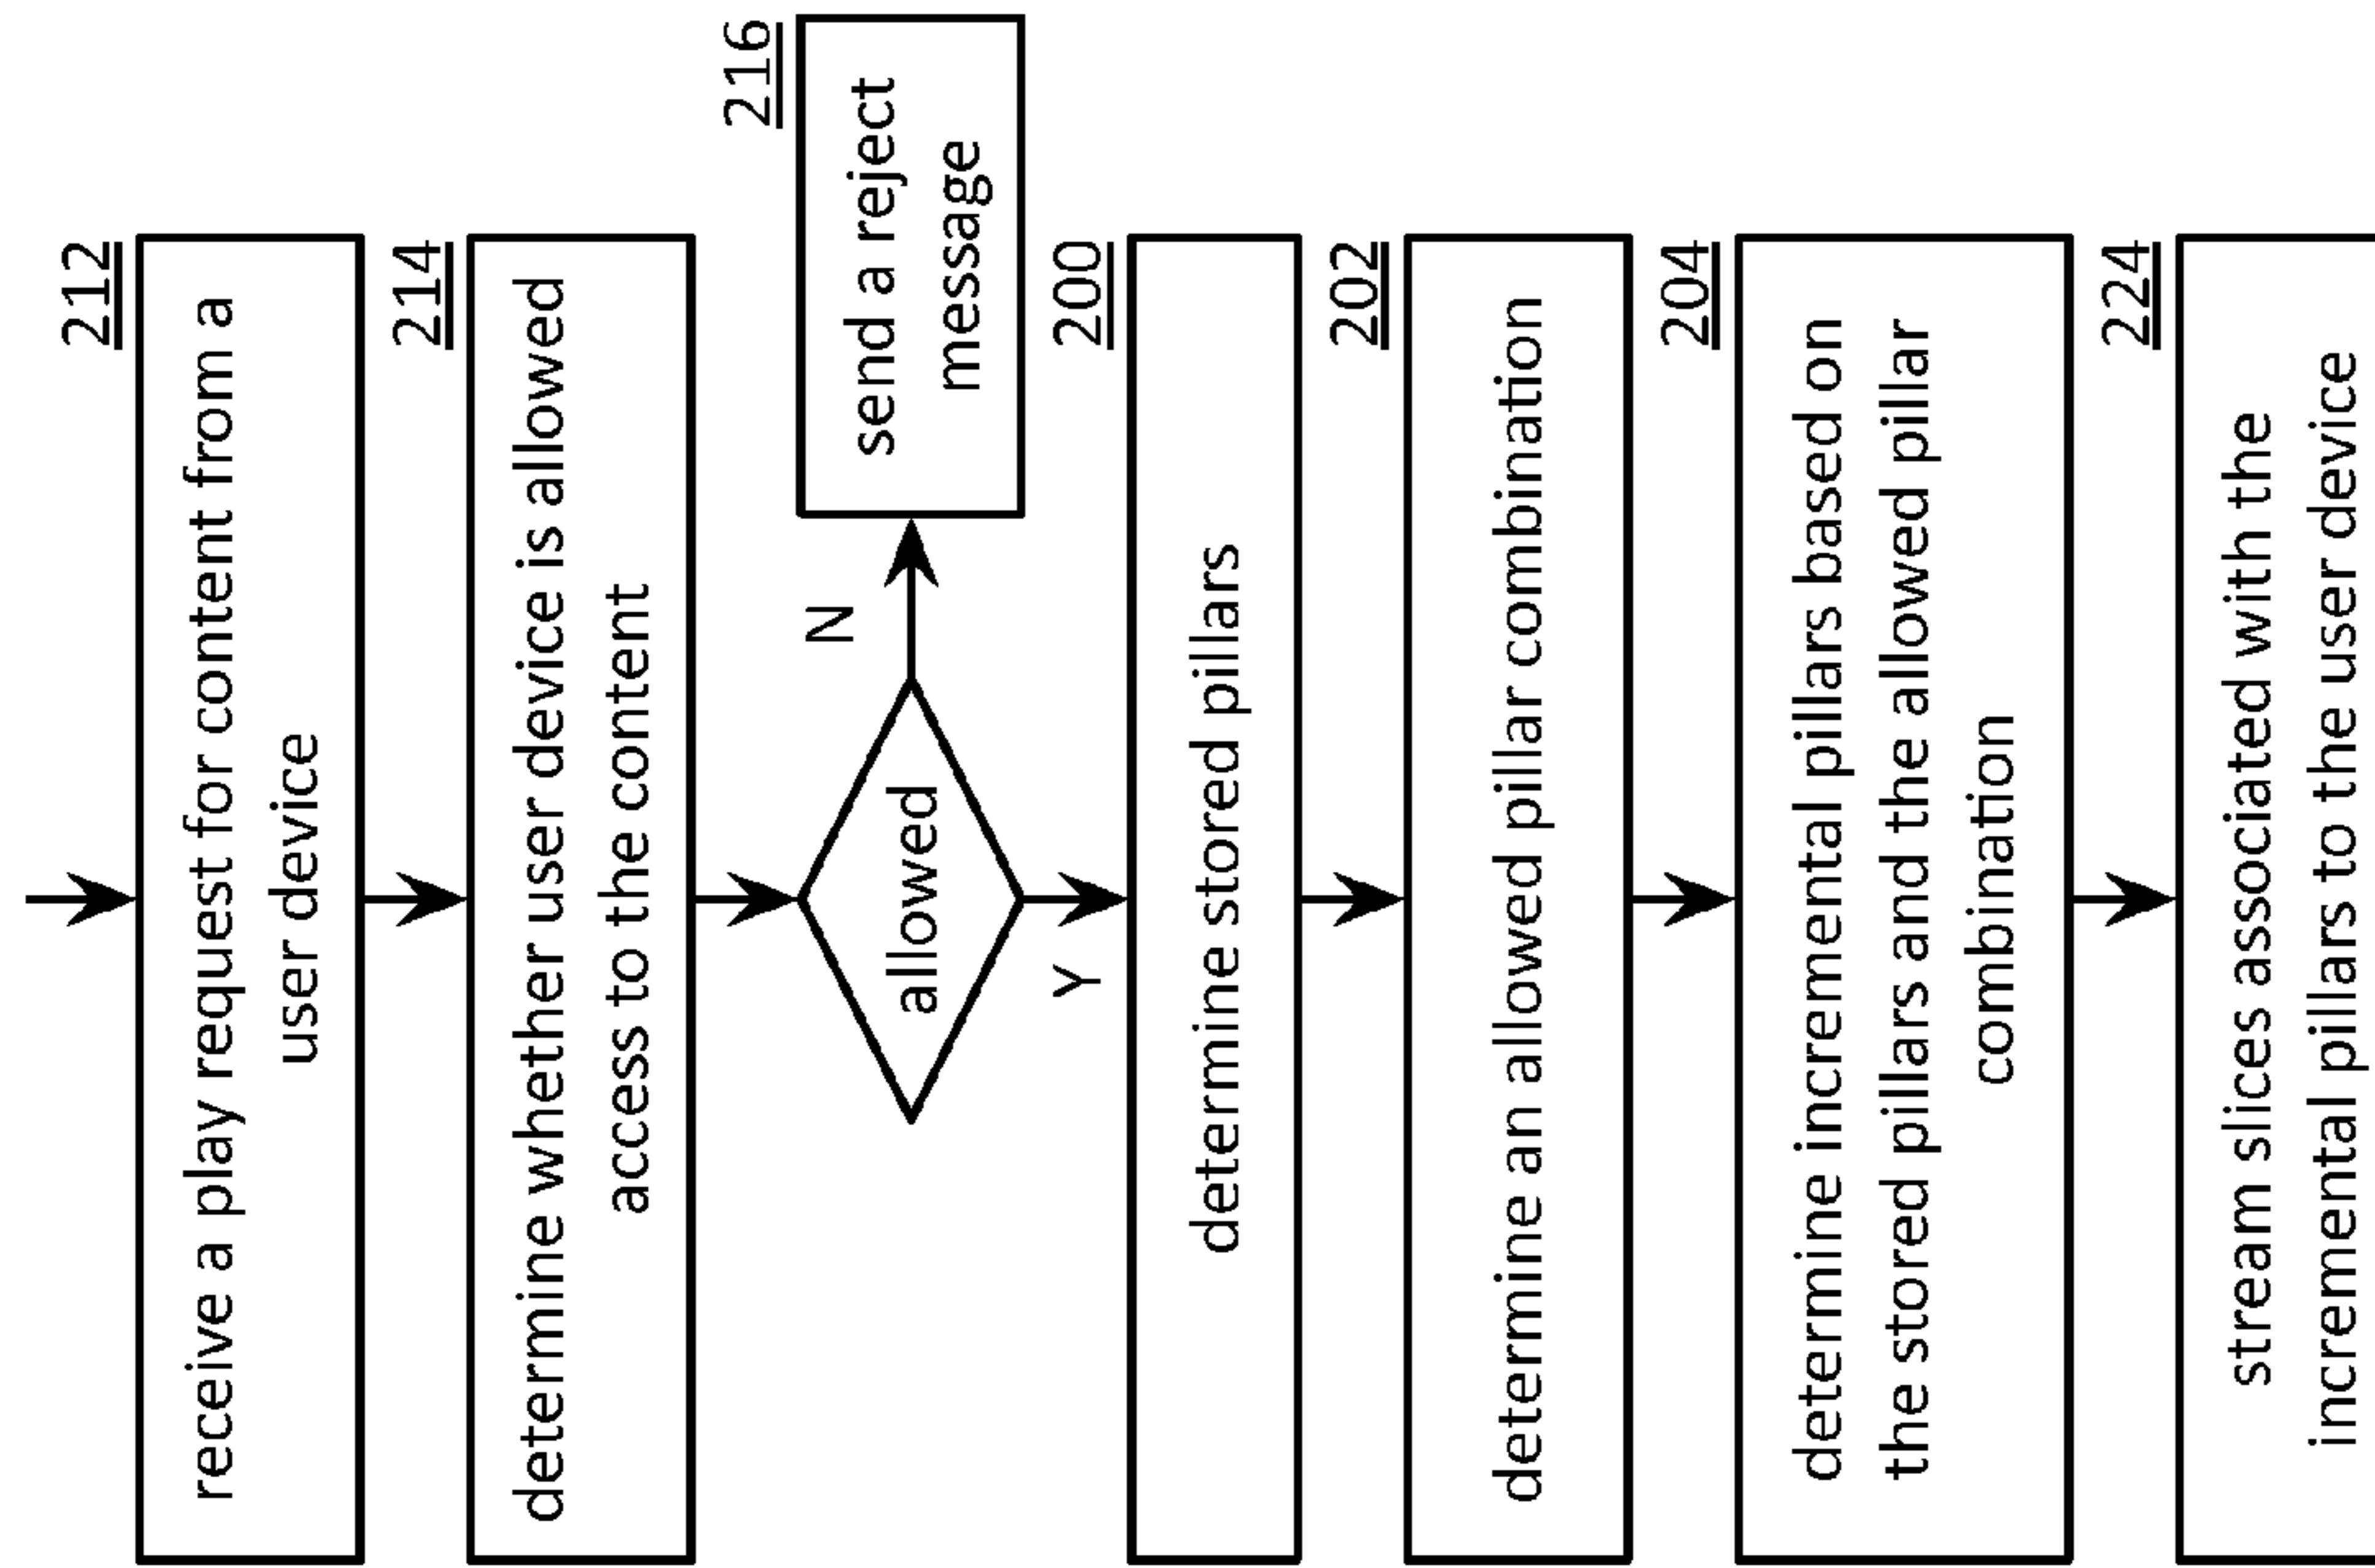 212
receive a play request for content from a
user device
214
determine whether user device is allowed
access to the content
allowed
N
216
send a reject
message
Y
200
determine stored pillars
202
determine an allowed pillar combination
204
determine incremental pillars based on
the stored pillars and the allowed pillar
combination
224
stream slices associated with the
incremental pillars to the user device